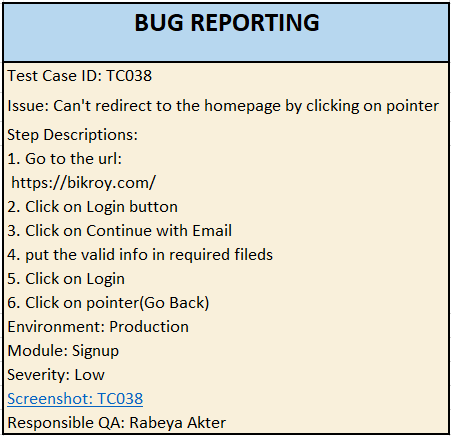 BUG REPORTING
Test Case ID: TC038
Issue: Can't redirect to the homepage by clicking on pointer
Step Descriptions:
1. Go to the url:
https://bikroy.com/
2. Click on Login button
3. Click on Continue with Email
4. put the valid info in required fileds
5. Click on Login
6. Click on pointer(Go Back)
Environment: Production
Module: Signup
Severity: Low
Screenshot: TC038
Responsible QA: Rabeya Akter